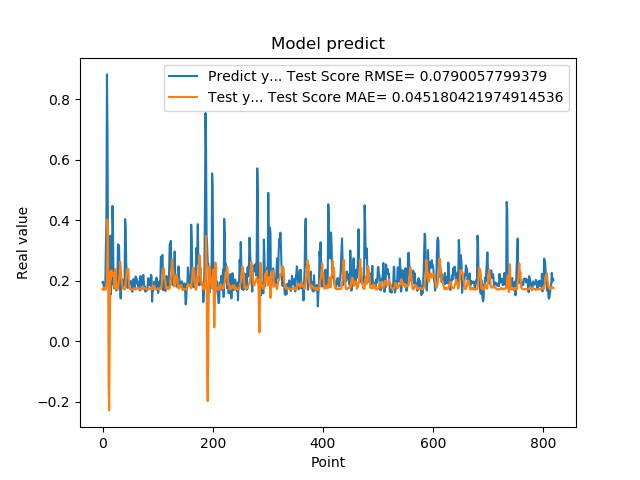 Model predict
Predict y... Test Score RMSE= 0.0790057799379
Test y... Test Score MAE= 0.045180421974914536
0.8
0.6
0.4
0.2
0.0
−0.2
Real value
0 200 400 600 800
Point